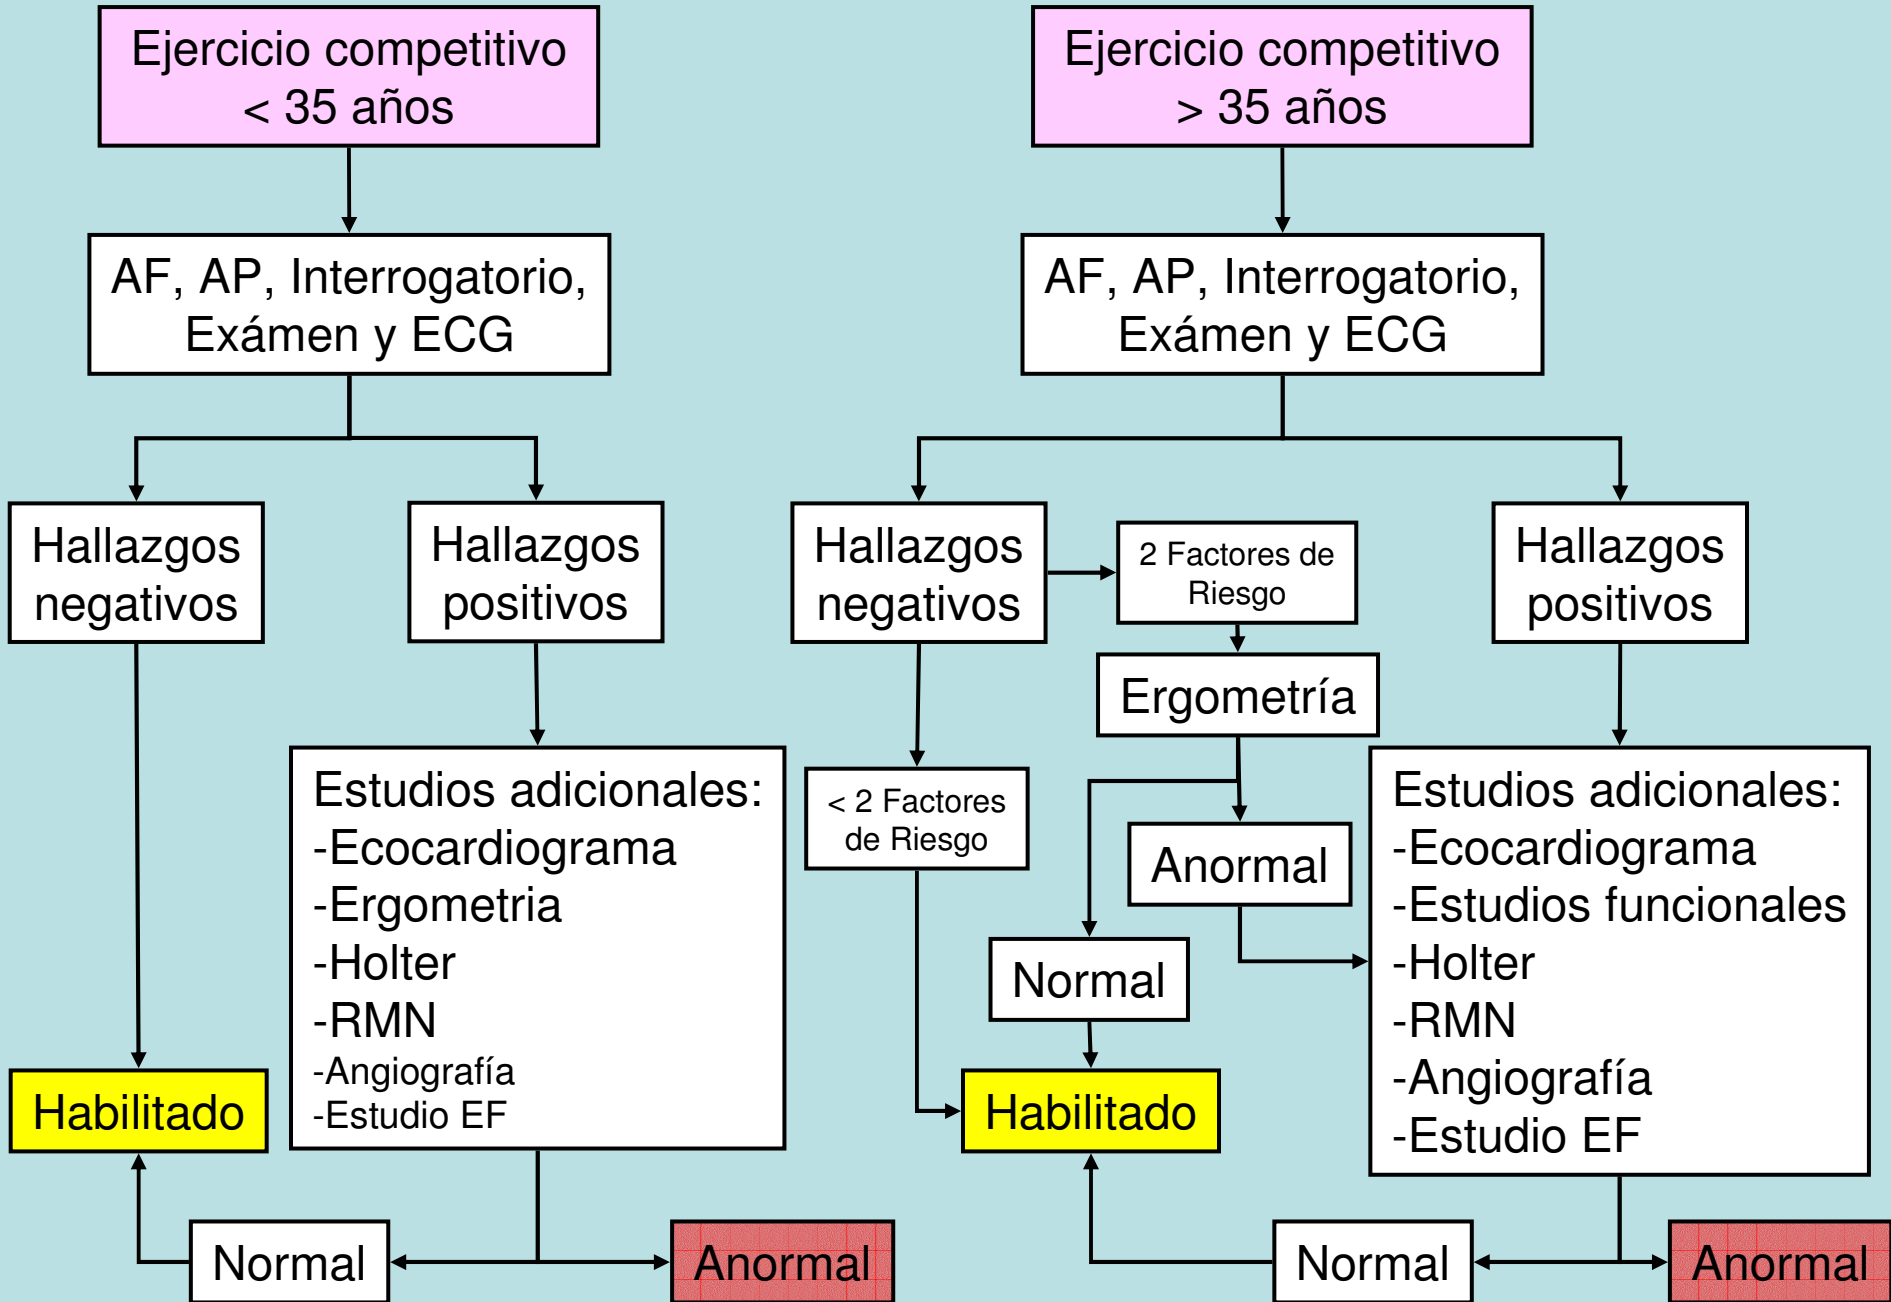 Ejercicio competitivo
< 35 años
AF, AP, Interrogatorio,
Exámen y ECG
Hallazgos
negativos
Hallazgos
positivos
Estudios adicionales:
-Ecocardiograma
-Ergometria
-Holter
-RMN
-Angiografía
-Estudio EF
Habilitado
Normal
Anormal
Ejercicio competitivo
> 35 años
AF, AP, Interrogatorio,
Exámen y ECG
Hallazgos
negativos
2 Factores de
Riesgo
Hallazgos
positivos
Ergometría
< 2 Factores
de Riesgo
Anormal
Normal
Estudios adicionales:
-Ecocardiograma
-Estudios funcionales
-Holter
-RMN
-Angiografía
-Estudio EF
Habilitado
Normal
Anormal